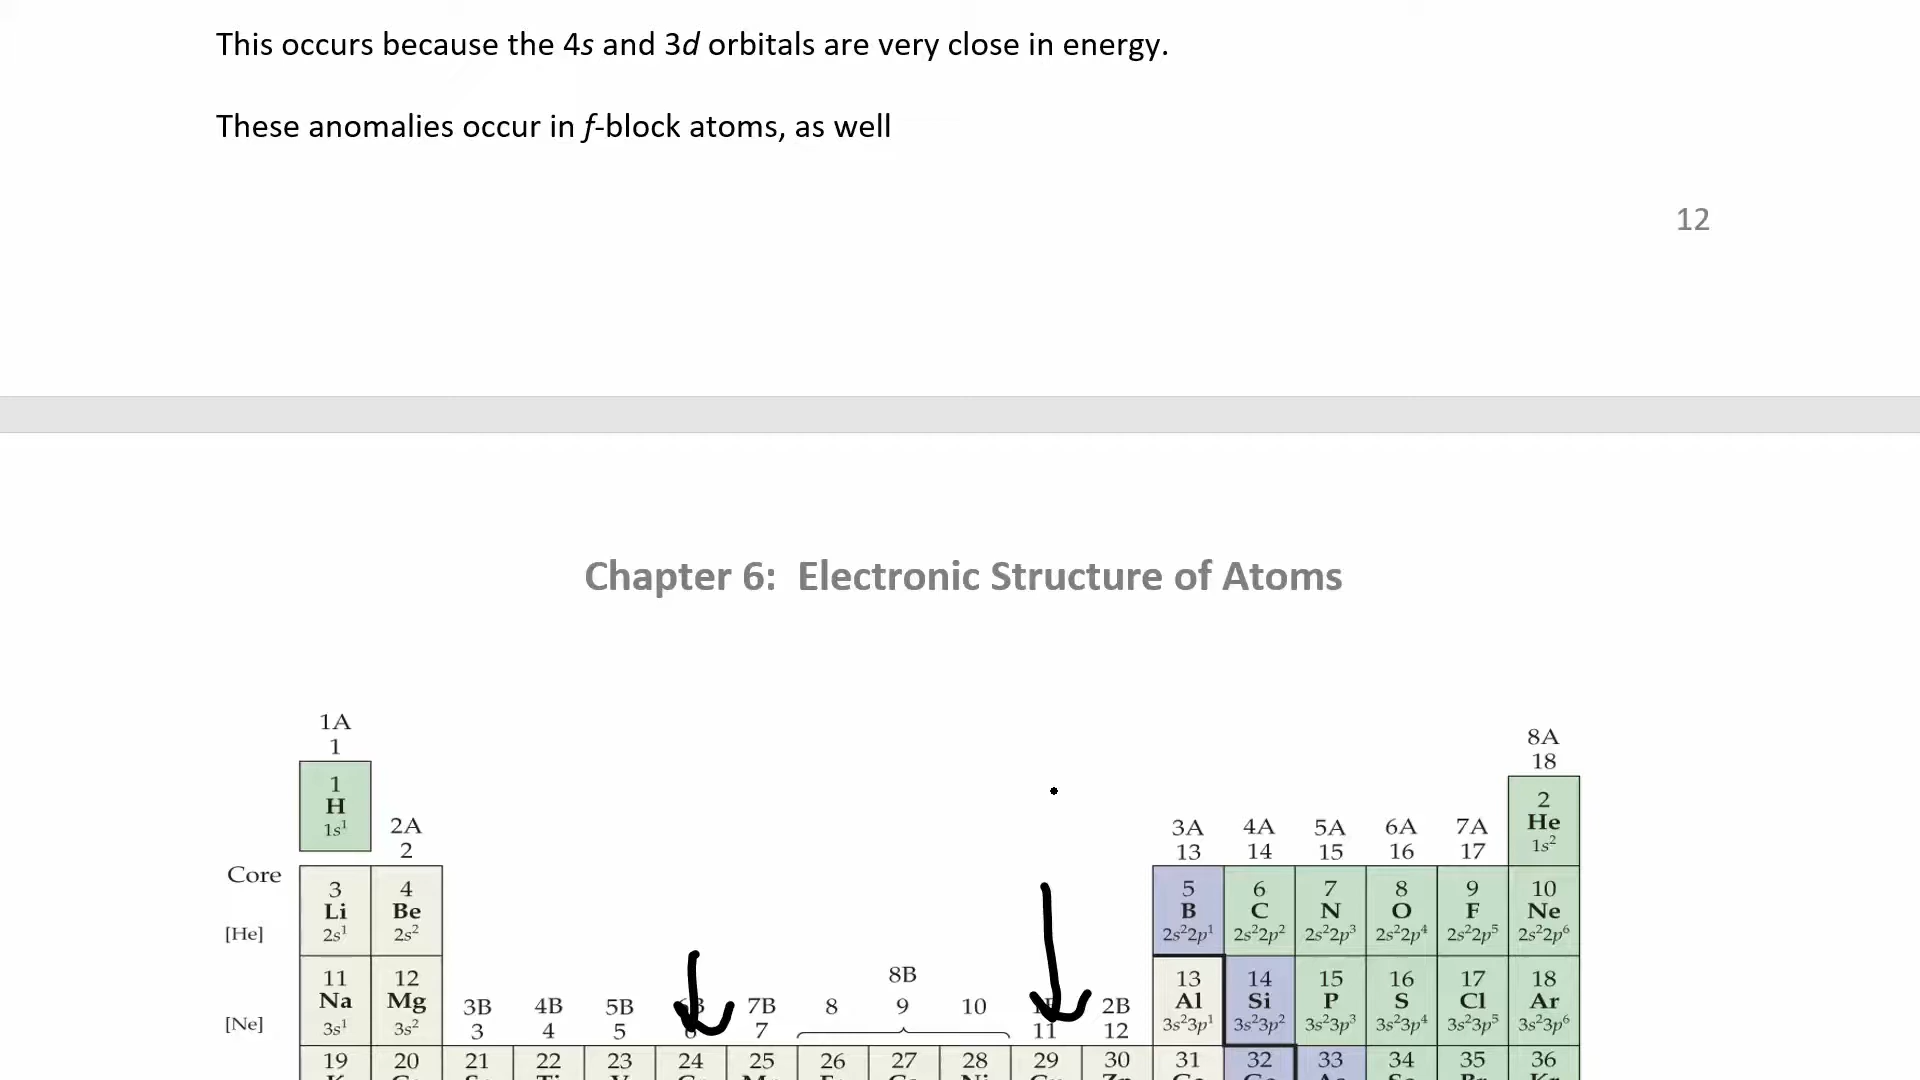 This occurs because the 4s and 3d orbitals are very close in energy.
These anomalies occur in f-block atoms, as well
12
Chapter 6: Electronic Structure of Atoms
1A
1
8A
18
1
H
1s¹
2A
2
3A 4A 5A 6A 7A
13 14 15 16 17
2
He
1s²
Core
[He]
3 4 5 6 7 8 9 10
Li Be B C N O F Ne
2s¹ 2s² 2s²2p¹ 2s²2p² 2s²2p³ 2s²2p⁴ 2s²2p⁵ 2s²2p⁶
[Ne]
11 12 13 14 15 16 17 18
Na Mg Al Si P S Cl Ar
3s¹ 3s² 3s²3p¹ 3s²3p² 3s²3p³ 3s²3p⁴ 3s²3p⁵ 3s²3p⁶
8B
3B 4B 5B 7B 8 9 10 2B
3 4 5 7 11 12
19 20 21 22 23 24 25 26 27 28 29 30 31 32 33 34 35 36